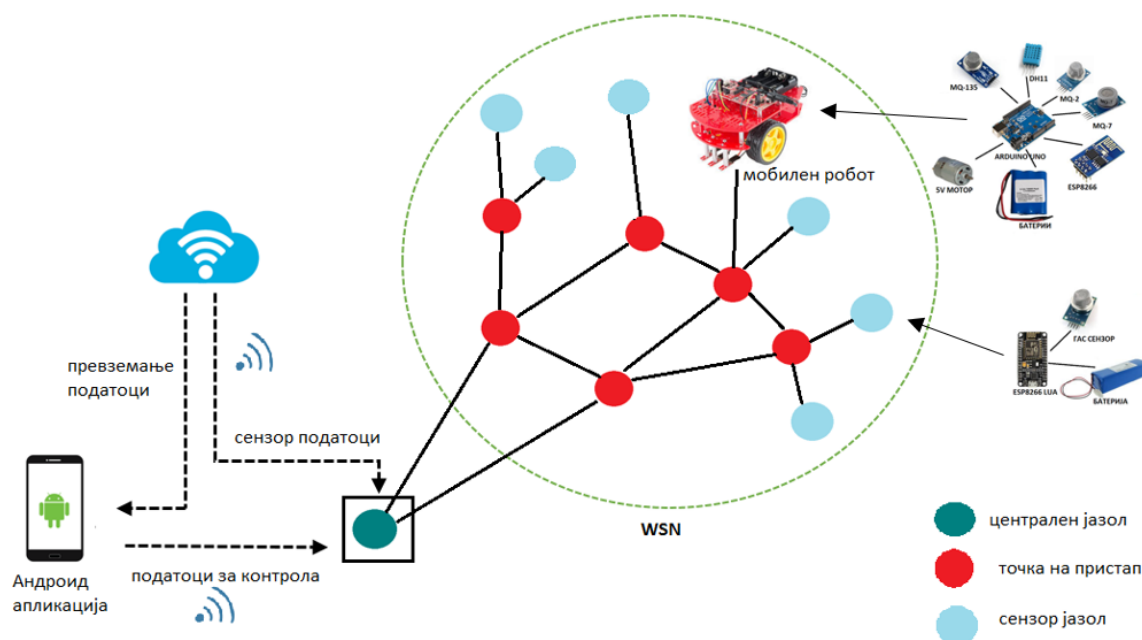 MQ-135
DH11
MQ-2
MQ-7
ARDUINO UNO
ESP8266
5V МОТОР
БАТЕРИИ
мобилен робот
превземање
податоци
сензор податоци
ГАС СЕНЗОР
ESP8266 LUA
БАТЕРИЈА
WSN
Андроид
апликација
податоци за контрола
централен јазол
точка на пристап
сензор јазол